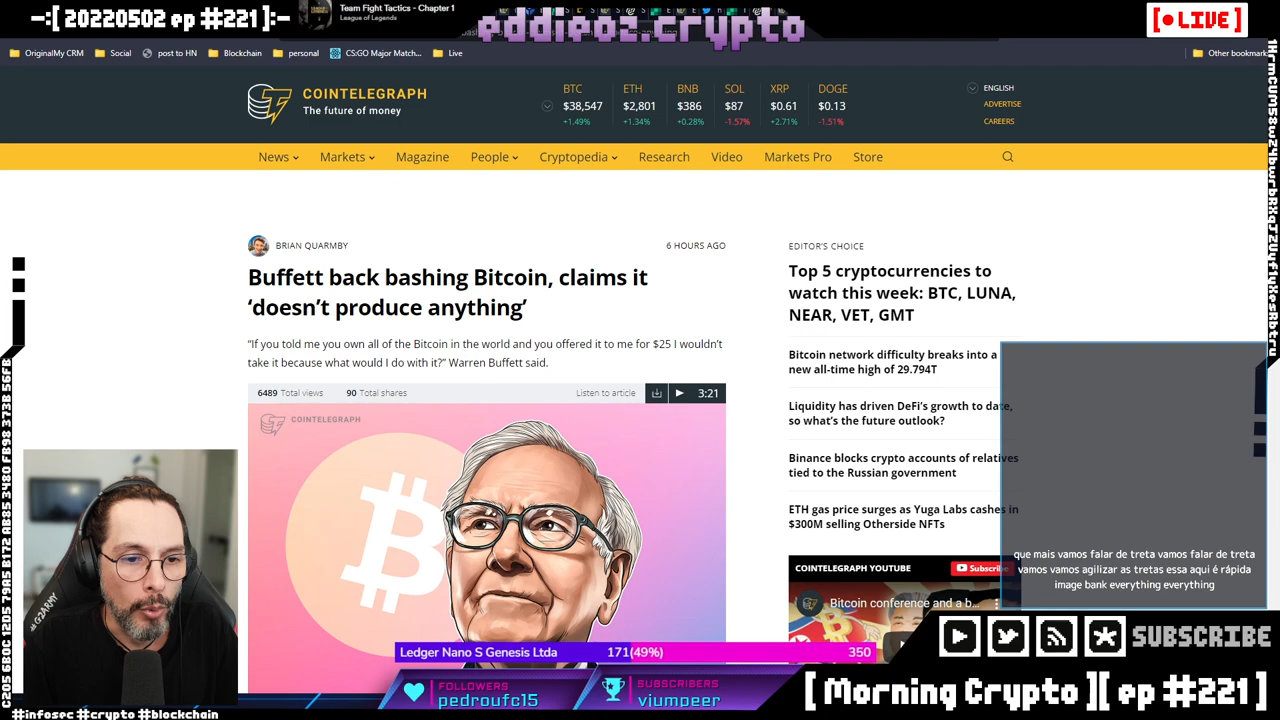 -:[ 20220502 ep #221 ]:-
Team Fight Tactics - Chapter 1
League of Legends
eddieoz.crypto
[•LIVE]
OriginalMy CRM
Social
post to HN
Blockchain
personal
CS:GO Major Match...
Live
Other bookmark
COINTELEGRAPH
The future of money
BTC ETH BNB SOL XRP DOGE
$38,547 $2,801 $386 $87 $0.61 $0.13
+1.49% +1.34% +0.28% -1.57% +2.71% -1.51%
ENGLISH
ADVERTISE
CAREERS
News Markets Magazine People Cryptopedia Research Video Markets Pro Store
BRIAN QUARMBY
6 HOURS AGO
Buffett back bashing Bitcoin, claims it
‘doesn’t produce anything’
“If you told me you own all of the Bitcoin in the world and you offered it to me for $25 I wouldn’t
take it because what would I do with it?” Warren Buffett said.
6489 Total views
90 Total shares
Listen to article
3:21
COINTELEGRAPH
EDITOR’S CHOICE
Top 5 cryptocurrencies to
watch this week: BTC, LUNA,
NEAR, VET, GMT
Bitcoin network difficulty breaks into a
new all-time high of 29.794T
Liquidity has driven DeFi’s growth to date,
so what’s the future outlook?
Binance blocks crypto accounts of relatives
tied to the Russian government
ETH gas price surges as Yuga Labs cashes in
$300M selling Otherside NFTs
COINTELEGRAPH YOUTUBE
Subscribe
Bitcoin conference and a b...
que mais vamos falar de treta vamos falar de treta
vamos vamos agilizar as tretas essa aqui é rápida
image bank everything everything
#G2ARMY
Ledger Nano S Genesis Ltda 171(49%) 350
FOLLOWERS
pedroufc15
SUBSCRIBERS
viumpeer
SUBSCRIBE
[ Morning Crypto ][ ep #221 ]
#infosec #crypto #blockchain